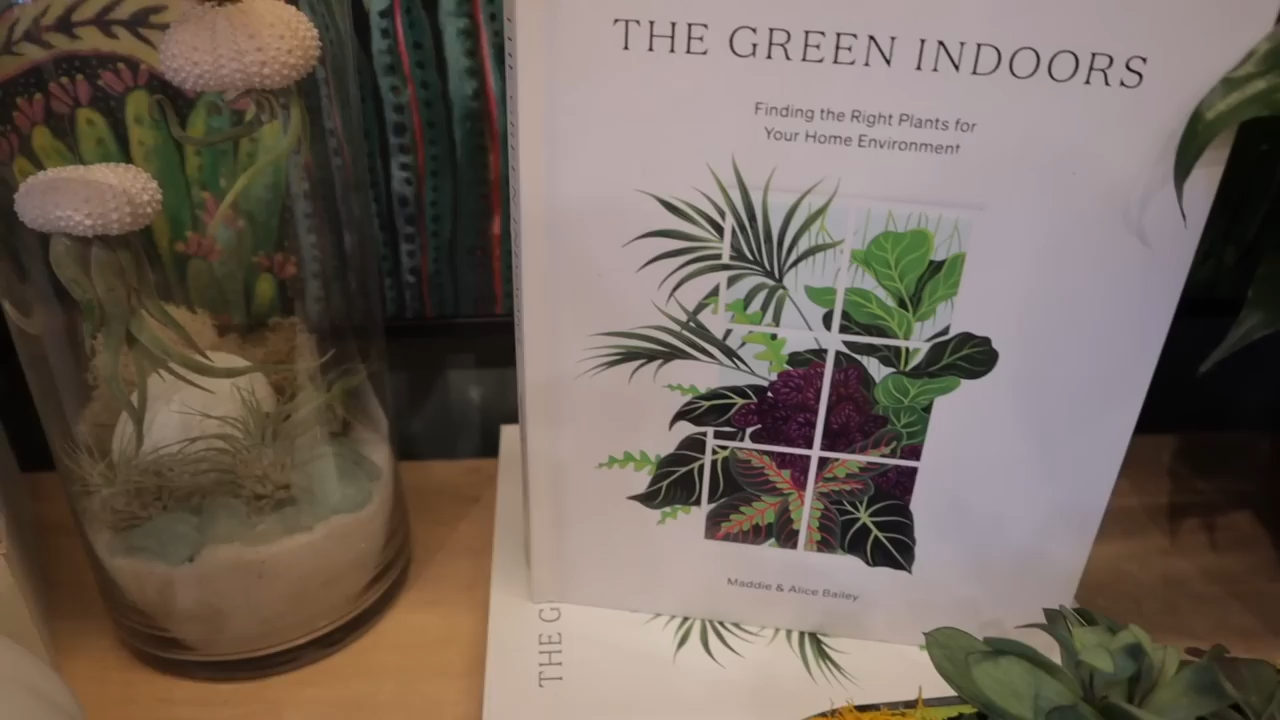 THE GREEN INDOORS
Finding the Right Plants for
Your Home Environment
Maddie & Alice Bailey
THE G